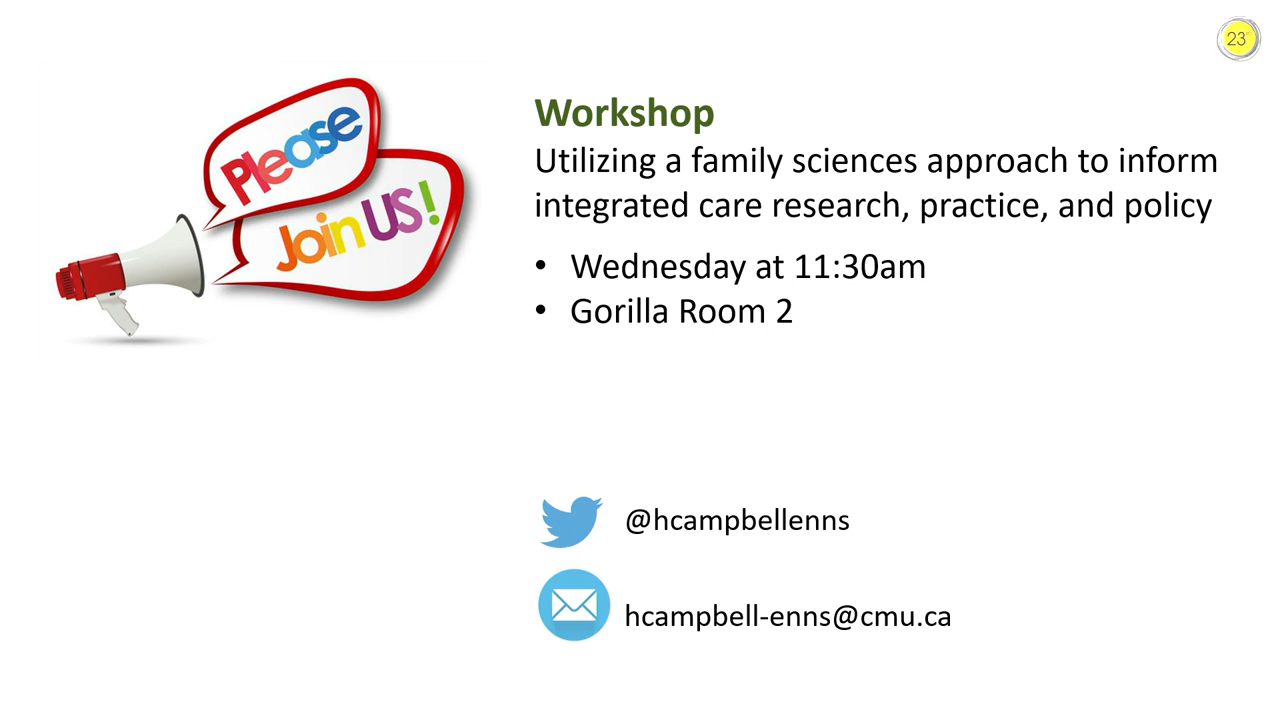 23
Please
Join US!
Workshop
Utilizing a family sciences approach to inform
integrated care research, practice, and policy
• Wednesday at 11:30am
• Gorilla Room 2
@hcampbellenns
hcampbell-enns@cmu.ca